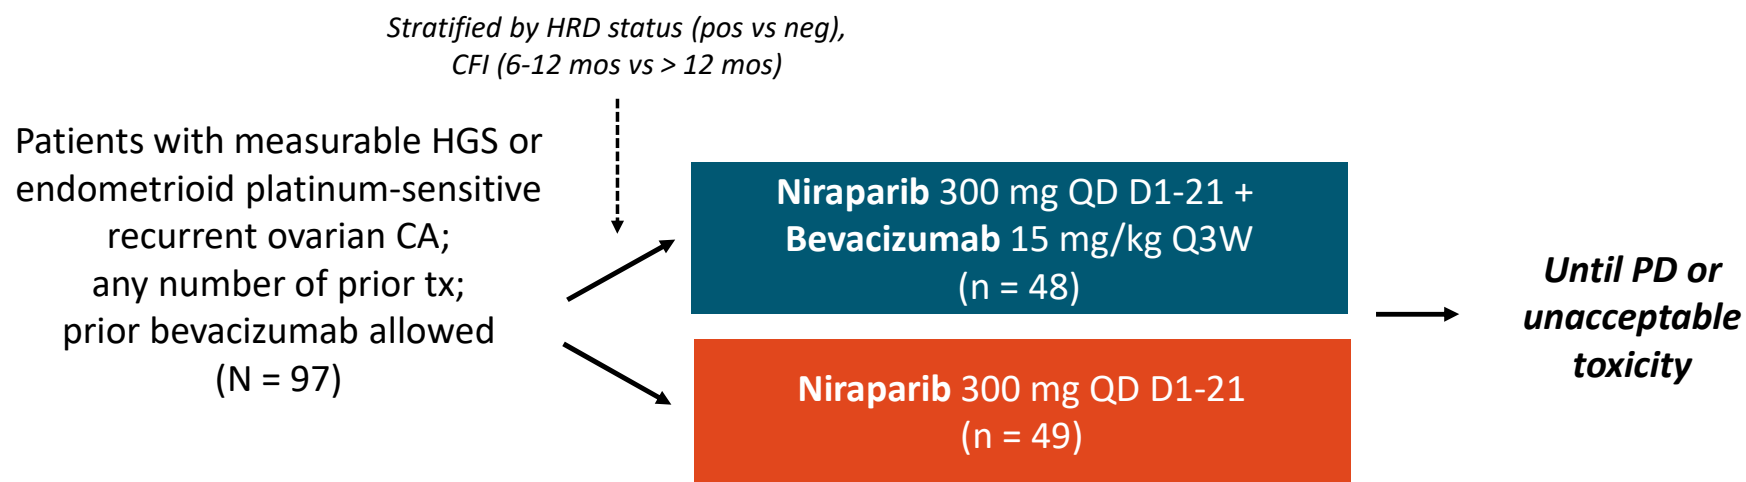 Stratified by HRD status (pos vs neg),
CFI (6-12 mos vs > 12 mos)
Patients with measurable HGS or
endometrioid platinum-sensitive
recurrent ovarian CA;
any number of prior tx;
prior bevacizumab allowed
(N = 97)
Niraparib 300 mg QD D1-21 +
Bevacizumab 15 mg/kg Q3W
(n = 48)
Niraparib 300 mg QD D1-21
(n = 49)
Until PD or
unacceptable
toxicity